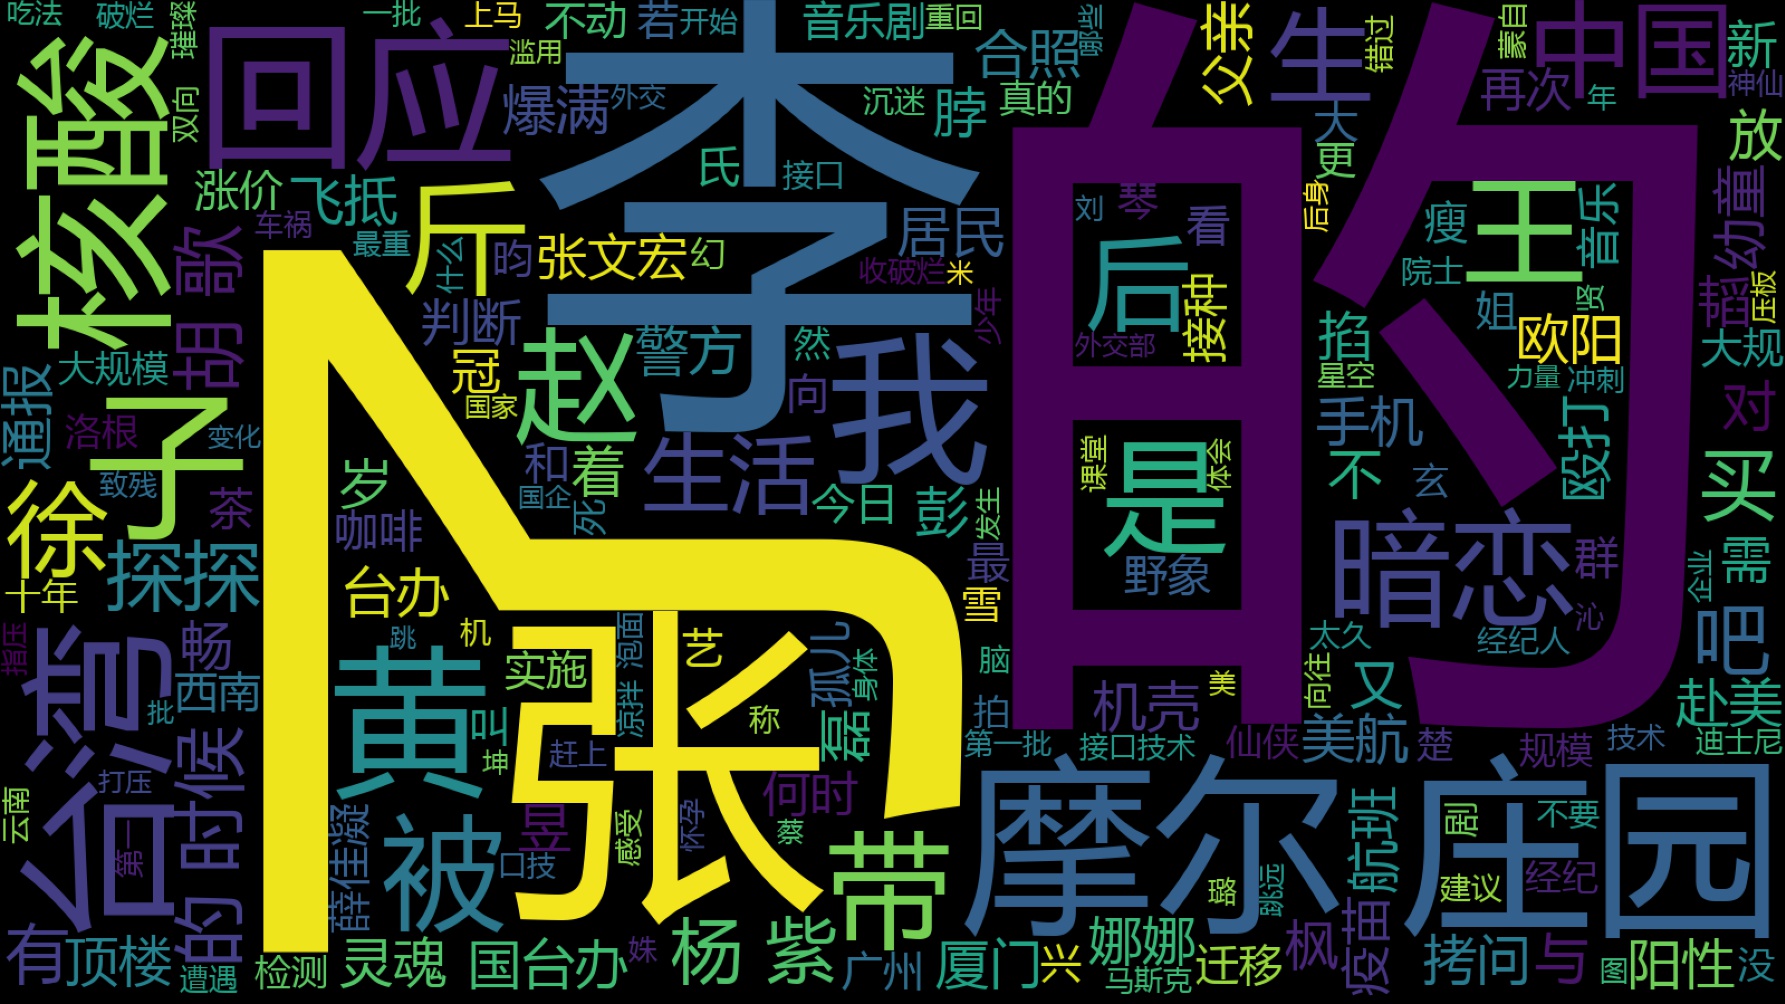 吃法
破烂
璀璨
一批
上马
不动
若
开始
音乐剧
重回
合照
哪些
父亲
生
错过
蒙自
中国
新
核酸
回应
李
子
的
滥用
爆满
外交
沉迷
脖
真的
再次
年
神仙
双向
大
更
放
氏
接口
涨价
飞抵
斤
车祸
最重
什么
昀
张文宏
幻
居民
收破烂
米
刘
琴
看
后身
后
接种
瘦
王
音乐
院士
幼童
胡歌
判断
少年
姐
贤
韬
压板
警方
然
赵
冠
国家
向
我
外交部
掐
星空
欧阳
力量
冲刺
大规
大规模
通报
洛根
孑
变化
对
和
着
生活
课堂
是
体会
手机
不
玄
殴打
买
致残
岁
国企
死
今日
彭
发生
徐
茶
咖啡
最
野象
暗恋
群
需
企业
十年
探探
台办
雪
沁
指压
台湾
畅
机
跳
泡面
艺
孤儿
脑
太久
经纪人
吧
西南
批
黄
实施
张
身体
向往
又
美
赴美
叫
坤
凉拌
称
磊
拍
机壳
第一批
接口技术
仙侠
美航
楚
规模
技术
迪士尼
云南
打压
的时候
赶上
何时
摩尔庄园
第一
薛佳凝
被
昱
口技
感受
怀孕
蔡
带
航班
居
不要
建议
经纪
璐
跳远
有
顶楼
遭遇
检测
灵魂
国台办
姝
杨
紫
广州
厦门
兴
娜娜
马斯克
迁移
枫
疫苗
拷问
与
图
阳性
没